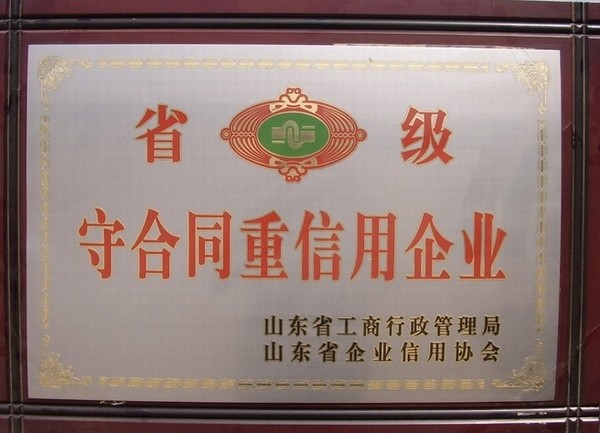 省级
守合同重信用企业
山东省工商行政管理局
山东省企业信用协会